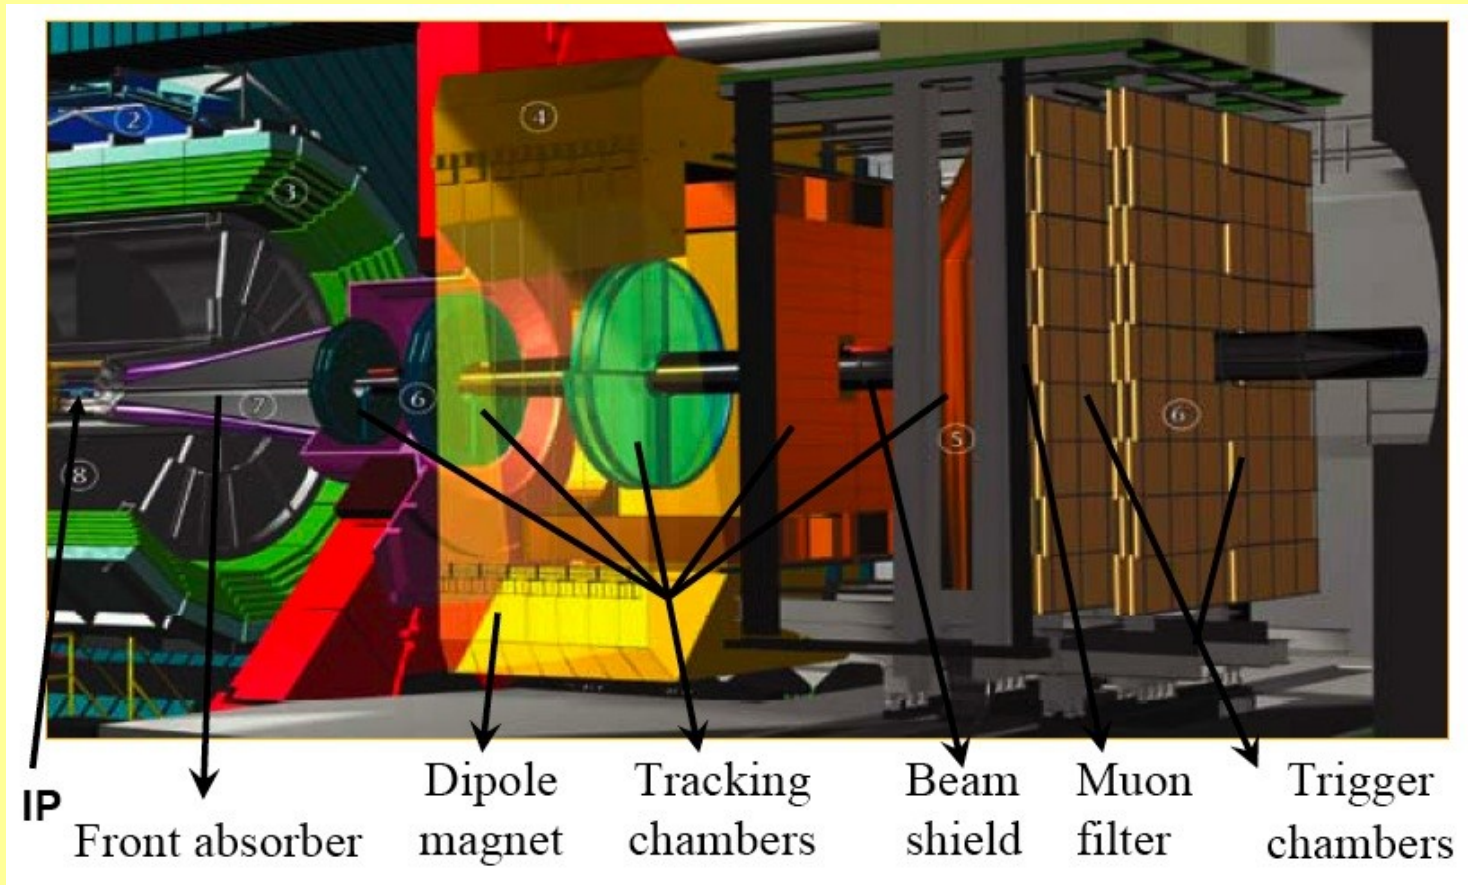 2
4
3
6
7
5
6
8
IP
Front absorber
Dipole
magnet
Tracking
chambers
Beam
shield
Muon
filter
Trigger
chambers